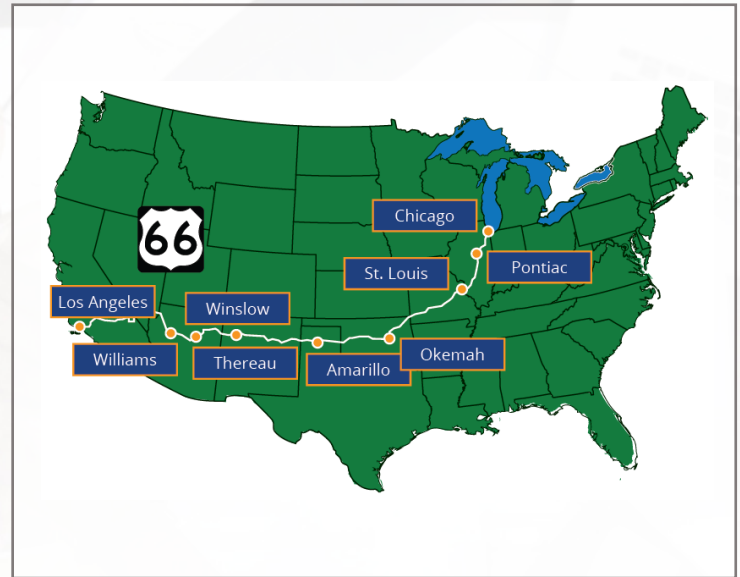 Chicago
66
St. Louis
Pontiac
Los Angeles
Winslow
Williams
Thereau
Amarillo
Okemah